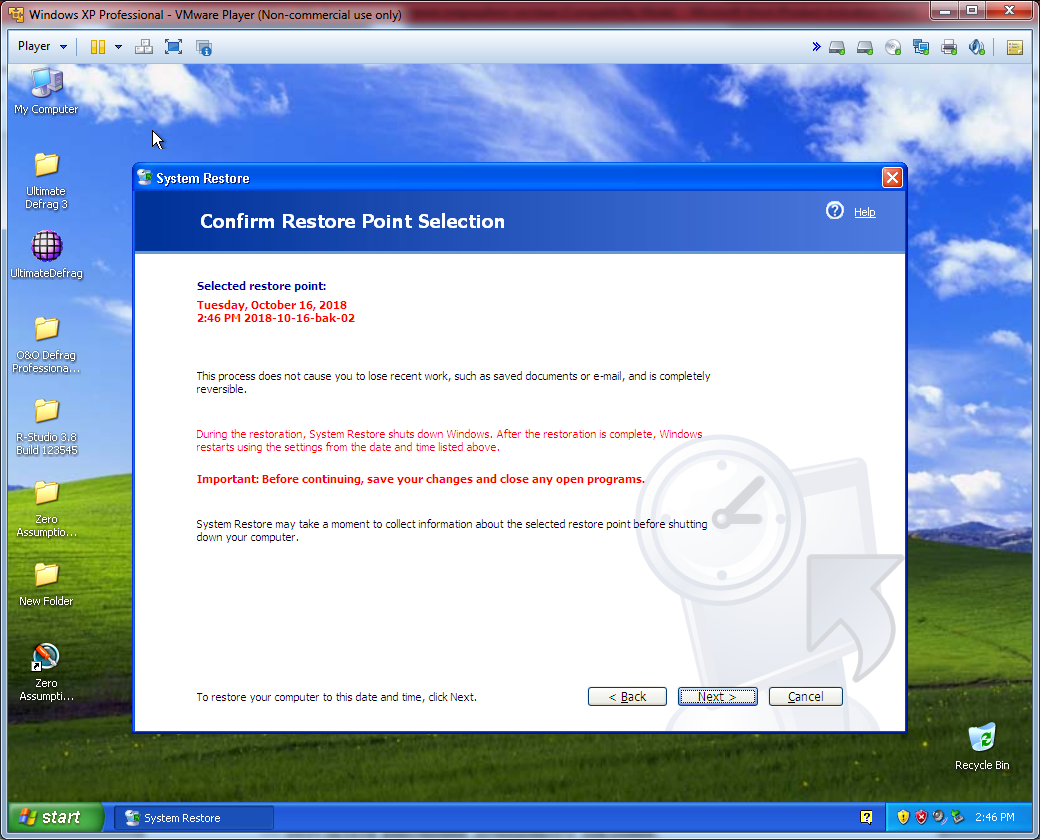 Windows XP Professional - VMware Player (Non-commercial use only)
Player
My Computer
Ultimate
Defrag 3
UltimateDefrag
O&O Defrag
Professiona...
R-Studio 3.8
Build 123545
Zero
Assumptio...
New Folder
Zero
Assumpti...
System Restore
Confirm Restore Point Selection
? Help
Selected restore point:
Tuesday, October 16, 2018
2:46 PM 2018-10-16-bak-02
This process does not cause you to lose recent work, such as saved documents or e-mail, and is completely
reversible.
During the restoration, System Restore shuts down Windows. After the restoration is complete, Windows
restarts using the settings from the date and time listed above.
Important: Before continuing, save your changes and close any open programs.
System Restore may take a moment to collect information about the selected restore point before shutting
down your computer.
To restore your computer to this date and time, click Next.
< Back
Next >
Cancel
Recycle Bin
start
System Restore
?
2:46 PM